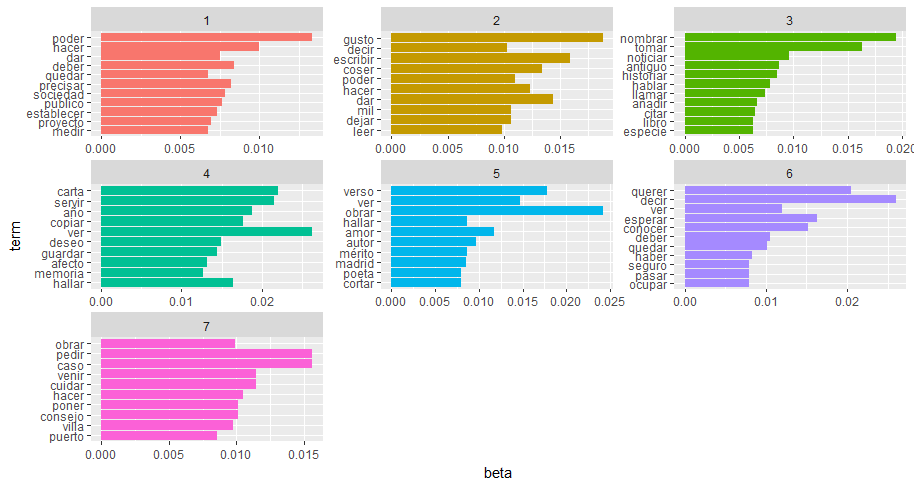 1
poder
hacer
dar
deber
quedar
precisar
sociedad
público
establecer
proyecto
medir
0.000 0.005 0.010
2
gusto
decir
escribir
coser
poder
hacer
dar
mil
dejar
leer
0.000 0.005 0.010 0.015
3
nombrar
tomar
noticiar
antiguo
historiar
hablar
llamar
añadir
citar
libro
especie
0.000 0.005 0.010 0.015 0.020
4
carta
servir
año
copiar
ver
deseo
guardar
afecto
memoria
hallar
0.00 0.01 0.02
5
verso
ver
obrar
hallar
amor
autor
mérito
madrid
poeta
cortar
0.000 0.005 0.010 0.015 0.020 0.025
6
querer
decir
ver
esperar
conocer
deber
quedar
haber
seguro
pasar
ocupar
0.00 0.01 0.02
7
obrar
pedir
caso
venir
cuidar
hacer
poner
consejo
villa
puerto
0.000 0.005 0.010 0.015
term
beta